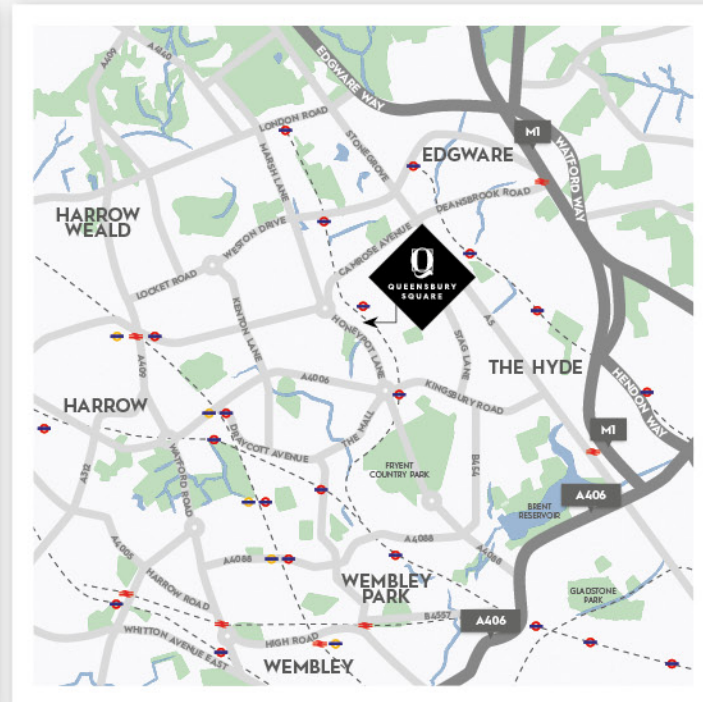 A409
A4140
EDGWARE WAY
LONDON ROAD
STONEGROVE
M1
WATFORD WAY
EDGWARE
MARSH LANE
DEANSBROOK ROAD
HARROW
WEALD
WESTON DRIVE
CAMROSE AVENUE
Q
QUEENSBURY
SQUARE
LOCKET ROAD
KENTON LANE
HONEYPOT LANE
A5
STAG LANE
A409
THE HYDE
A4006
KINGSBURY ROAD
HENDON WAY
HARROW
THE MALL
M1
DRAYCOTT AVENUE
WATFORD ROAD
A312
FRYENT
COUNTRY PARK
B454
A406
BRENT
RESERVOIR
A4005
A4088
A4088
A4088
HARROW ROAD
WEMBLEY
PARK
GLADSTONE
PARK
B4557
A406
WHITTON AVENUE EAST
HIGH ROAD
WEMBLEY